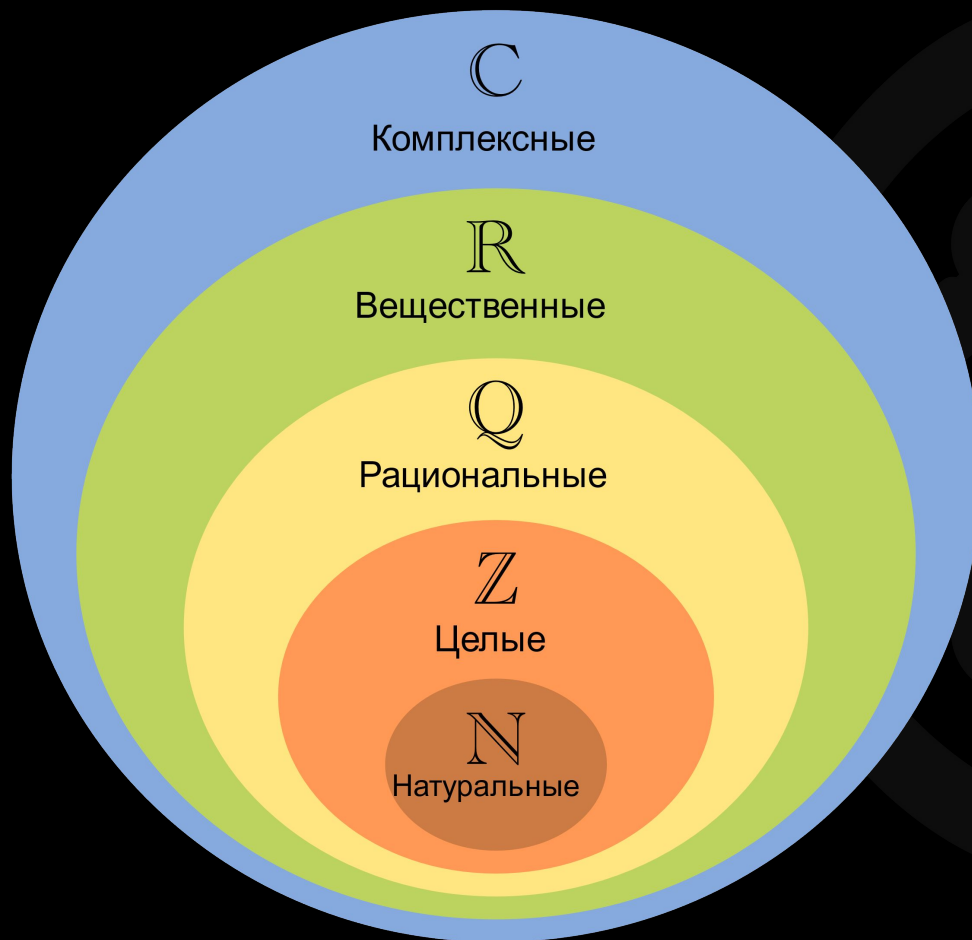 ℂ
Комплексные
ℝ
Вещественные
ℚ
Рациональные
ℤ
Целые
ℕ
Натуральные